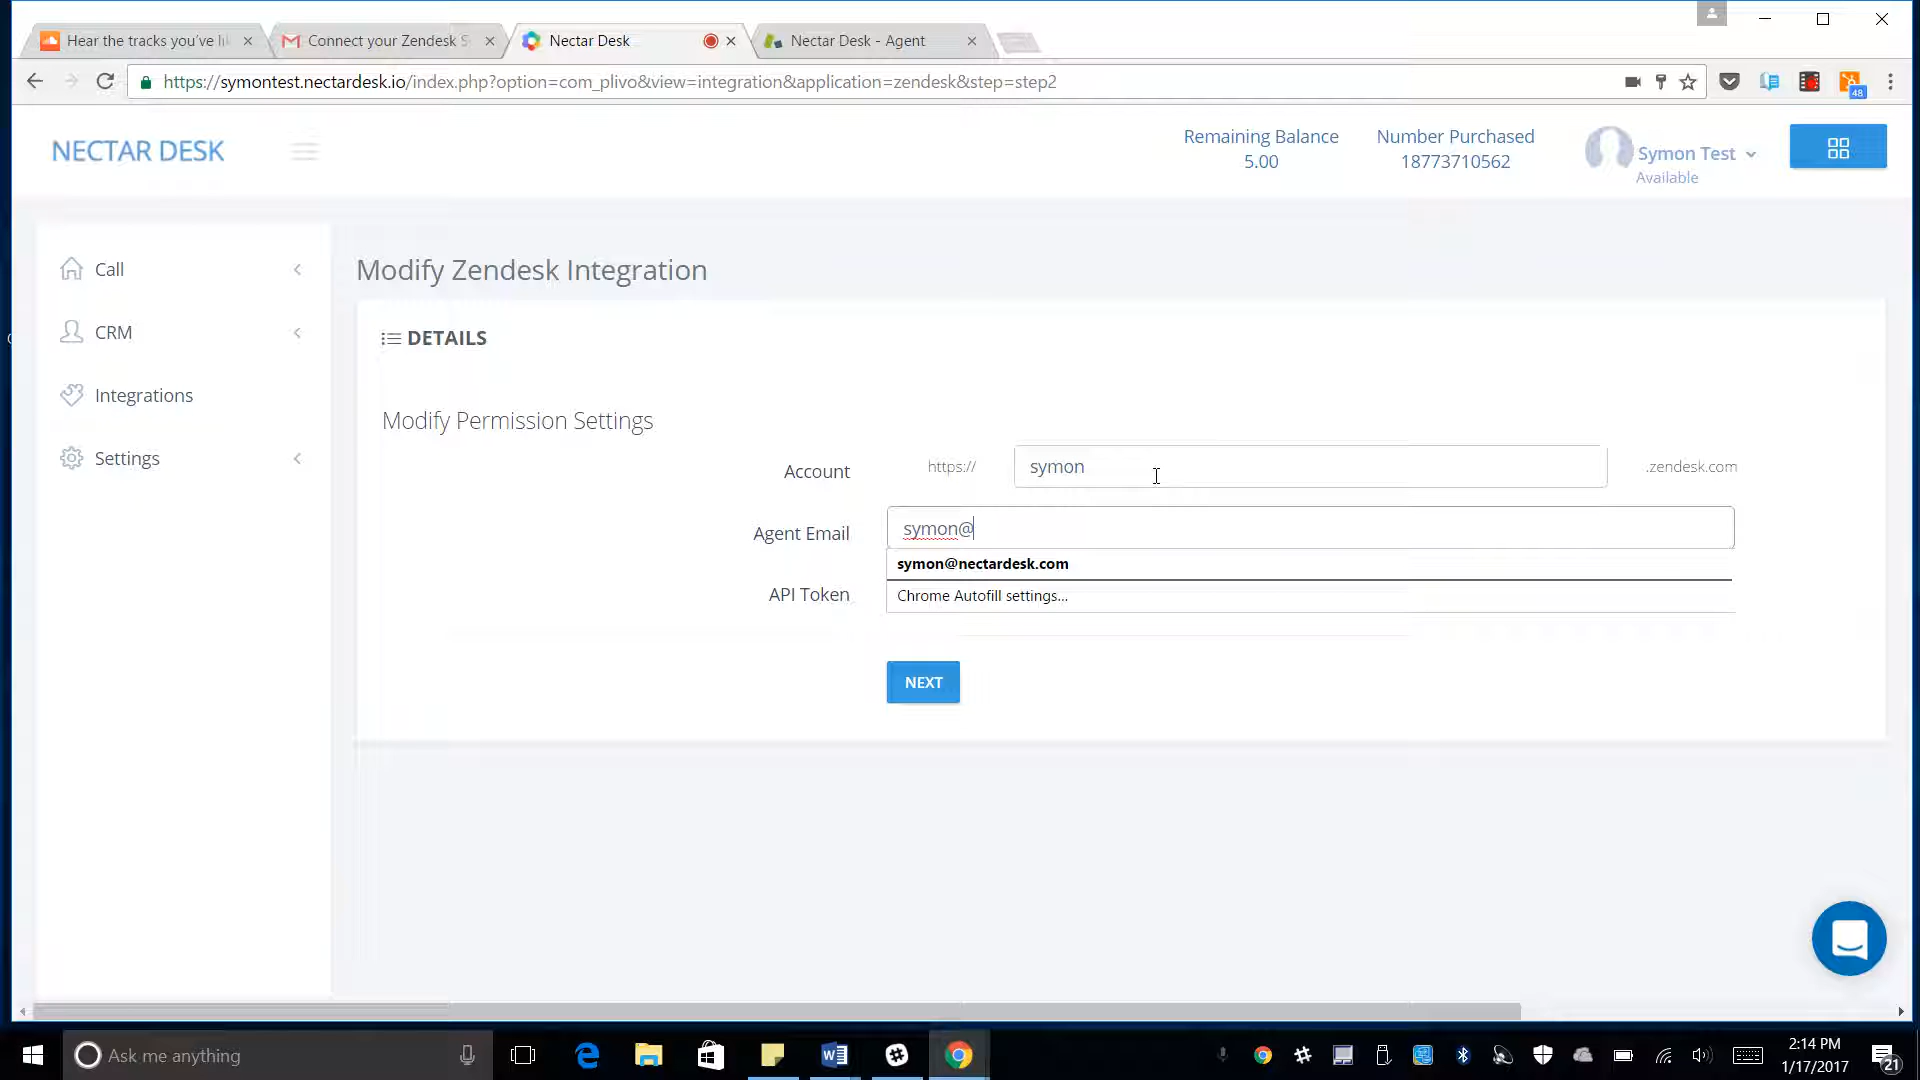 Hear the tracks you've li
Connect your Zendesk S
Nectar Desk
Nectar Desk - Agent
https://symontest.nectardesk.io/index.php?option=com_plivo&view=integration&application=zendesk&step=step2
48
NECTAR DESK
Remaining Balance
5.00
Number Purchased
18773710562
Symon Test
Available
Call
CRM
Integrations
Settings
Modify Zendesk Integration
DETAILS
Modify Permission Settings
Account
https://
symon
.zendesk.com
Agent Email
symon@
symon@nectardesk.com
API Token
Chrome Autofill settings...
NEXT
Ask me anything
2:14 PM
1/17/2017
21